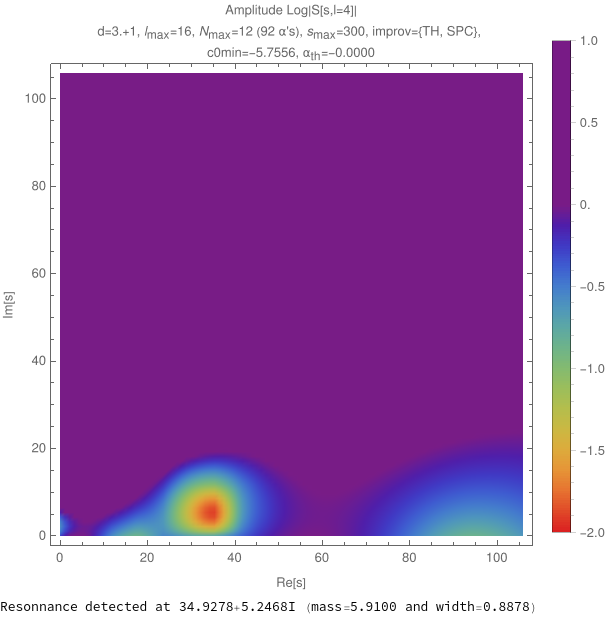 Amplitude Log|S[s,l=4]|
d=3.+1, lmax=16, Nmax=12 (92 α's), smax=300, improv={TH, SPC},
c0min=−5.7556, αth=−0.0000
1.0
0.5
0.
−0.5
−1.0
−1.5
−2.0
100
80
60
40
20
0
Im[s]
0 20 40 60 80 100
Re[s]
Resonnance detected at 34.9278+5.2468I (mass=5.9100 and width=0.8878)